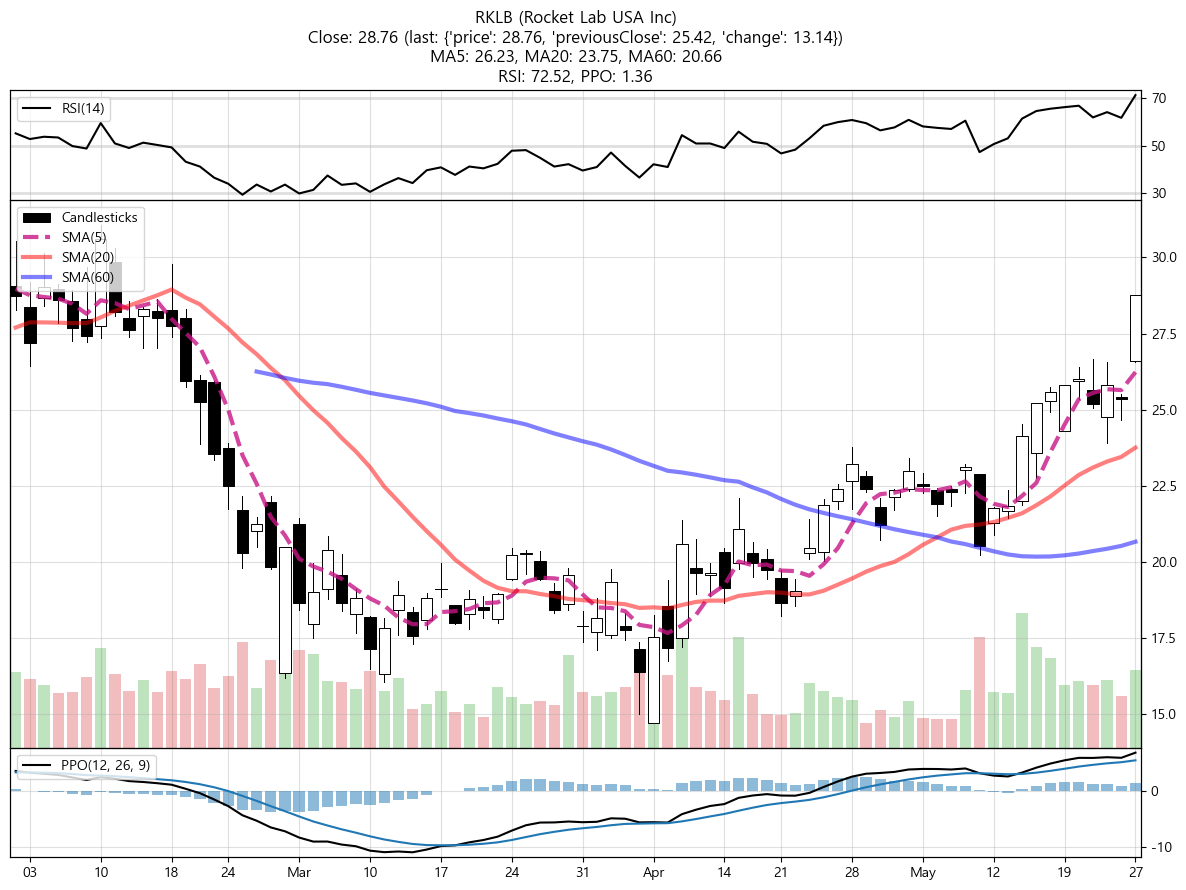 RKLB (Rocket Lab USA Inc)
Close: 28.76 (last: {'price': 28.76, 'previousClose': 25.42, 'change': 13.14})
MA5: 26.23, MA20: 23.75, MA60: 20.66
RSI: 72.52, PPO: 1.36
RSI(14)
70
50
30
Candlesticks
SMA(5)
SMA(20)
SMA(60)
30.0
27.5
25.0
22.5
20.0
17.5
15.0
PPO(12, 26, 9)
0
-10
03 10 18 24 Mar 10 17 24 31 Apr 14 21 28 May 12 19 27